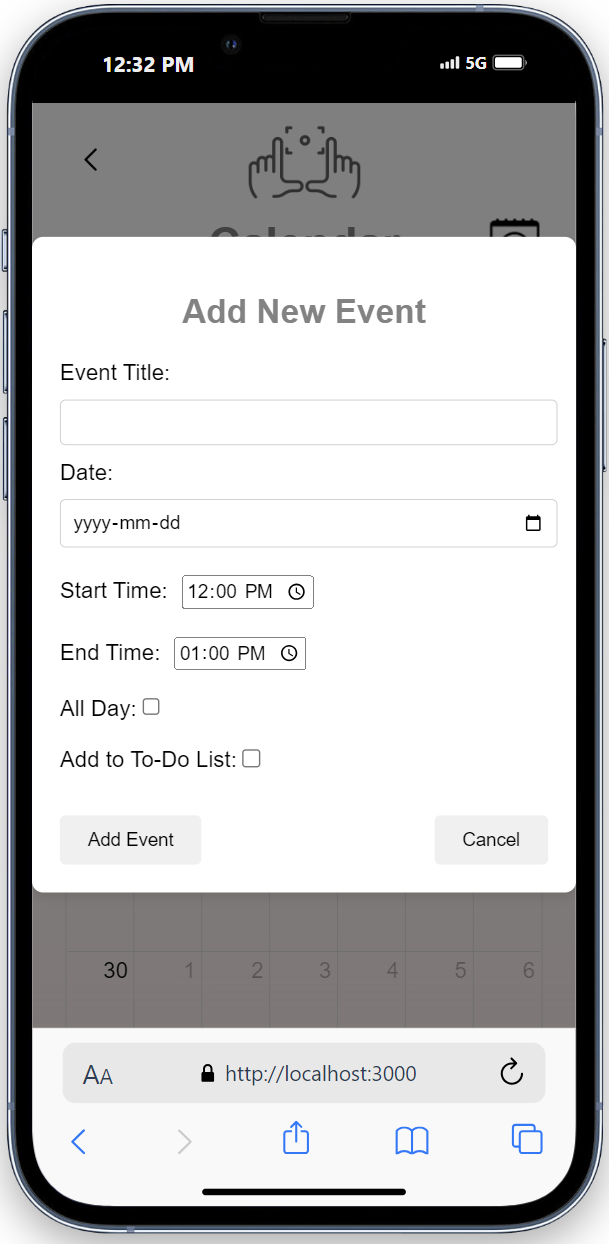 12:32 PM 5G
Calendar
Add New Event
Event Title:
Date:
yyyy-mm-dd
Start Time: 12:00 PM
End Time: 01:00 PM
All Day:
Add to To-Do List:
Add Event Cancel
30 1 2 3 4 5 6
AA http://localhost:3000